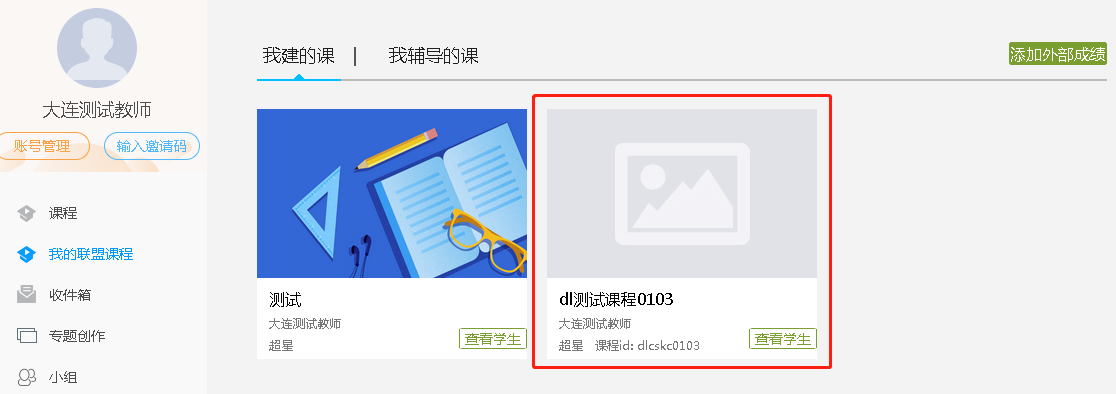 大连测试教师
账号管理
输入邀请码
课程
我的联盟课程
收件箱
专题创作
小组
我建的课 | 我辅导的课
添加外部成绩
测试
大连测试教师
超星
查看学生
dl测试课程0103
大连测试教师
超星 课程id: dlcskc0103
查看学生